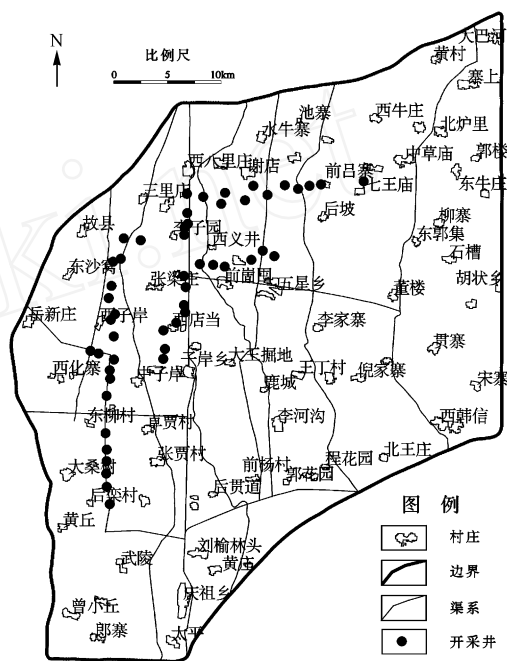 N
比例尺
0 5 10km
大巴河
黄村
寨上
池寨
西牛庄
水牛寨
北炉里
中草庙
郭楼
西八里庄
谢店
前吕寨
七王庙
东牛庄
三里店
后坡
柳寨
故县
李子园
西义井
东郭集
石槽
东沙窝
张梁庄
前崮固
五星乡
胡状乡
董楼
岳新庄
西子岸
西店当
李家寨
贯寨
西化寨
史子岸
子岸乡
大王掘地
王丁村
倪家寨
宋寨
鹿城
东柳村
卓贾村
李河沟
西韩信
大桑树
张贾村
前杨村
程花园
北王庄
郭花园
后栾村
后贯道
黄丘
图 例
村庄
武陵
刘榆林头
黄庄
边界
庆祖乡
渠系
曾小丘
郎寨
太平
开采井